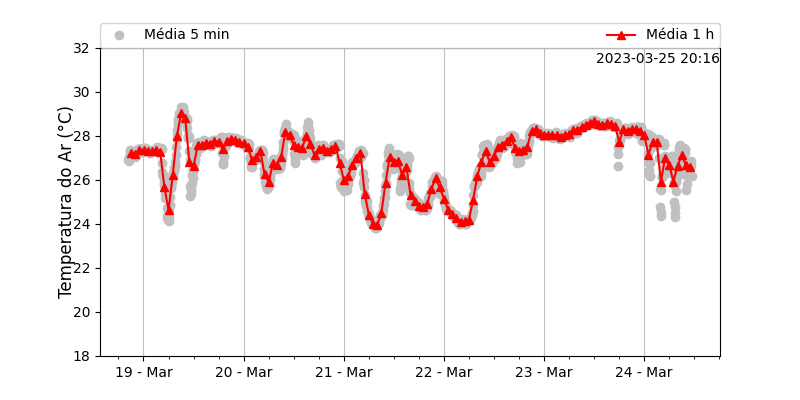 Média 5 min
Média 1 h
2023-03-25 20:16
Temperatura do Ar (°C)
32
30
28
26
24
22
20
18
19 - Mar
20 - Mar
21 - Mar
22 - Mar
23 - Mar
24 - Mar